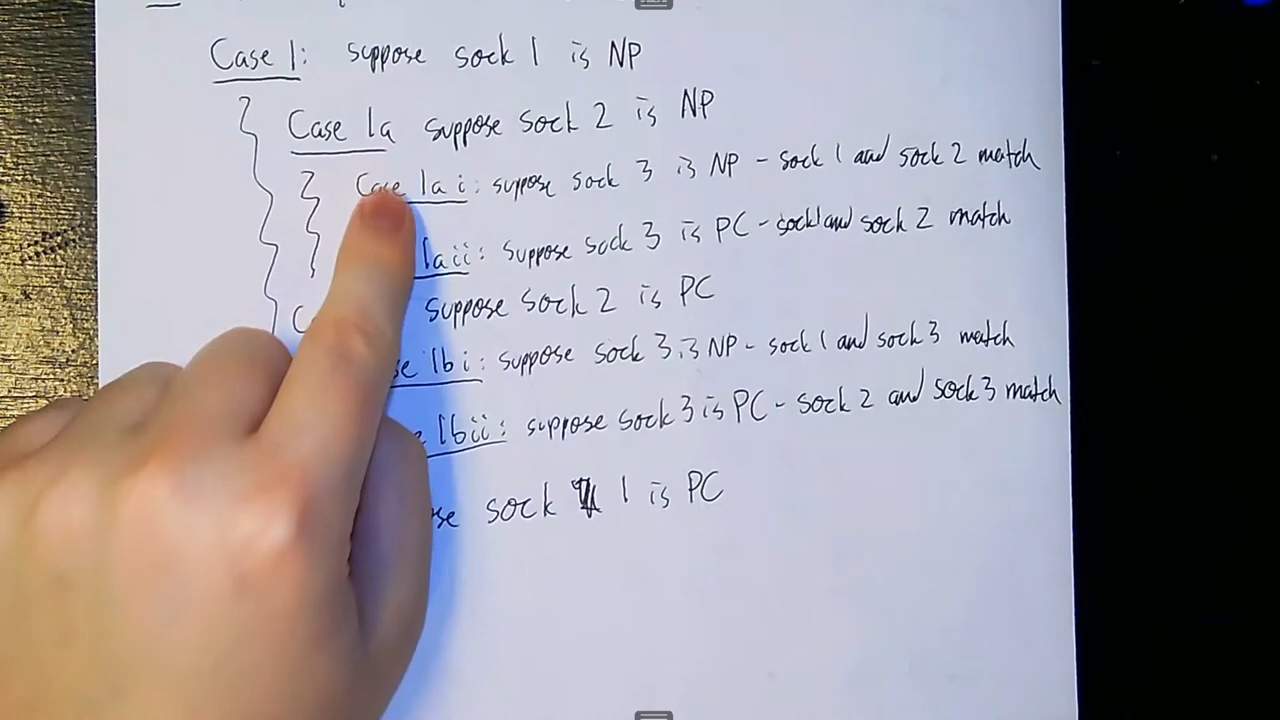 Case 1: suppose sock 1 is NP
Case 1a suppose sock 2 is NP
Case 1a i: suppose sock 3 is NP - sock 1 and sock 2 match
1a ii: suppose sock 3 is PC - sock 1 and sock 2 match
suppose sock 2 is PC
1b i: suppose sock 3 is NP - sock 1 and sock 3 match
1b ii: suppose sock 3 is PC - sock 2 and sock 3 match
sock 1 is PC